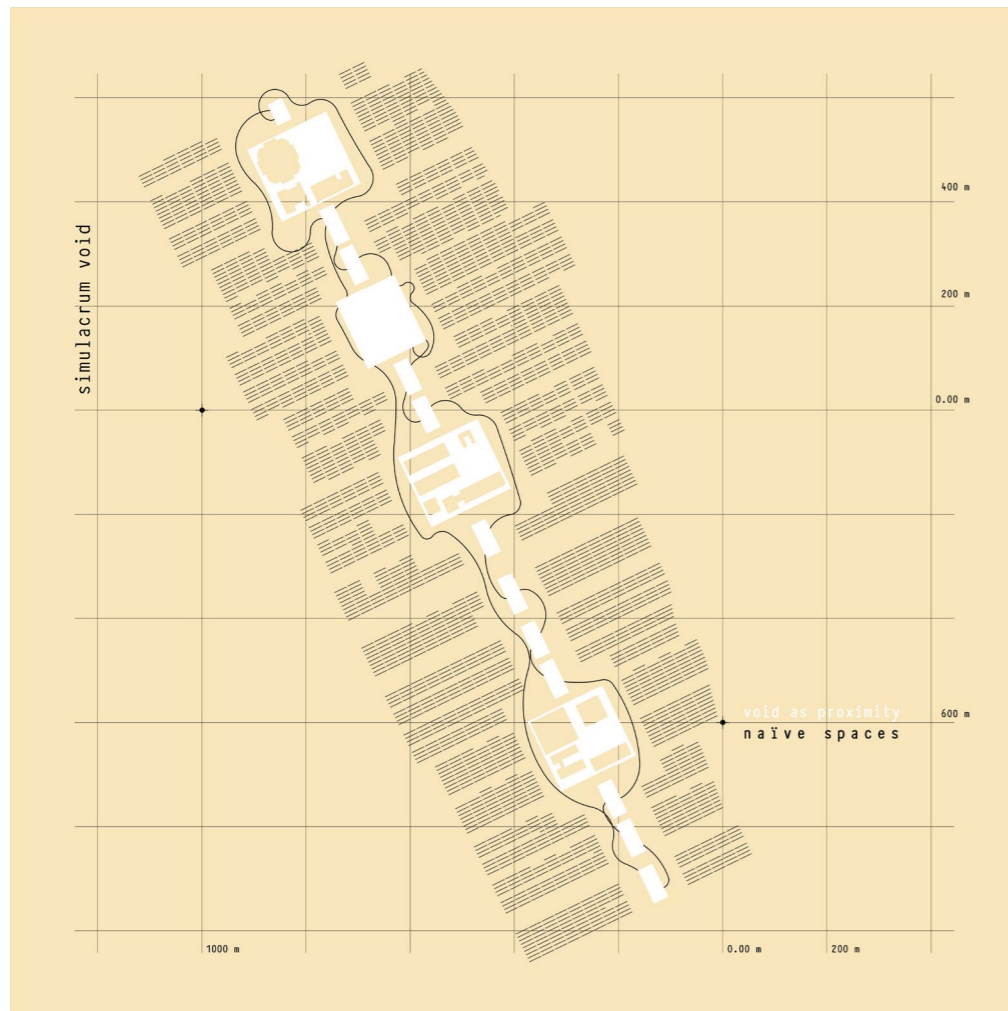 simulacrum void
400 m
200 m
0.00 m
void as proximity
600 m
naïve spaces
1000 m
0.00 m
200 m